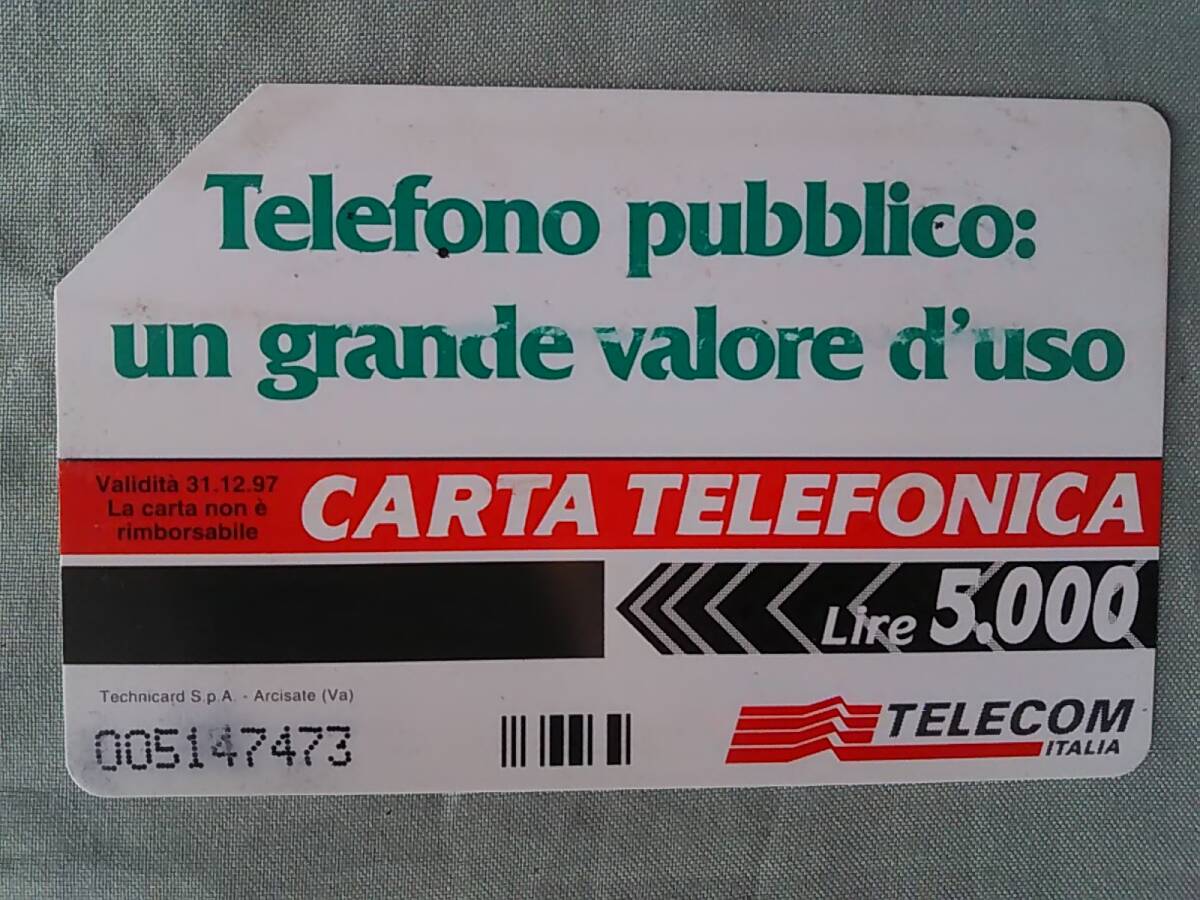 Telefono pubblico:
un grande valore d'uso
Validità 31.12.97
La carta non è
rimborsabile
CARTA TELEFONICA
Lire 5.000
Technicard S.p.A. - Arcisate (Va)
005147473
TELECOM
ITALIA